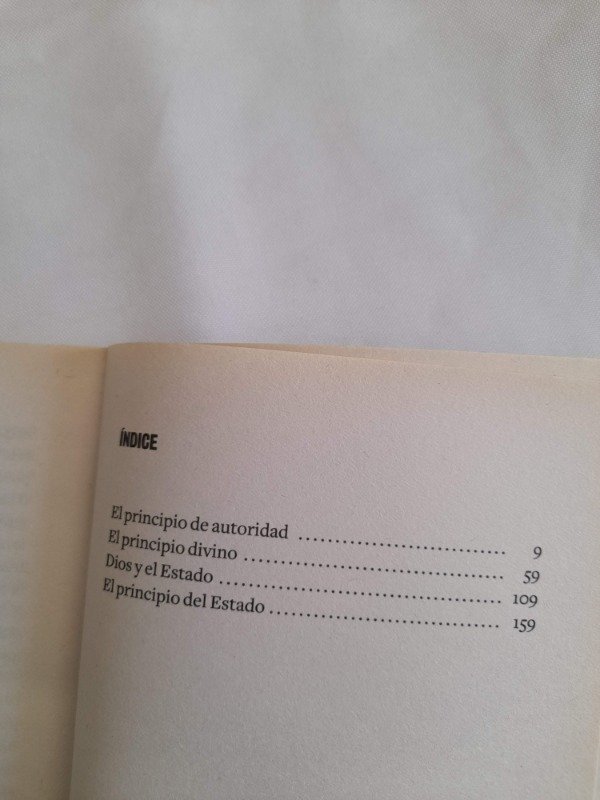 ÍNDICE
El principio de autoridad ................................ 9
El principio divino ........................................ 59
Dios y el Estado ............................................ 109
El principio del Estado ................................... 159